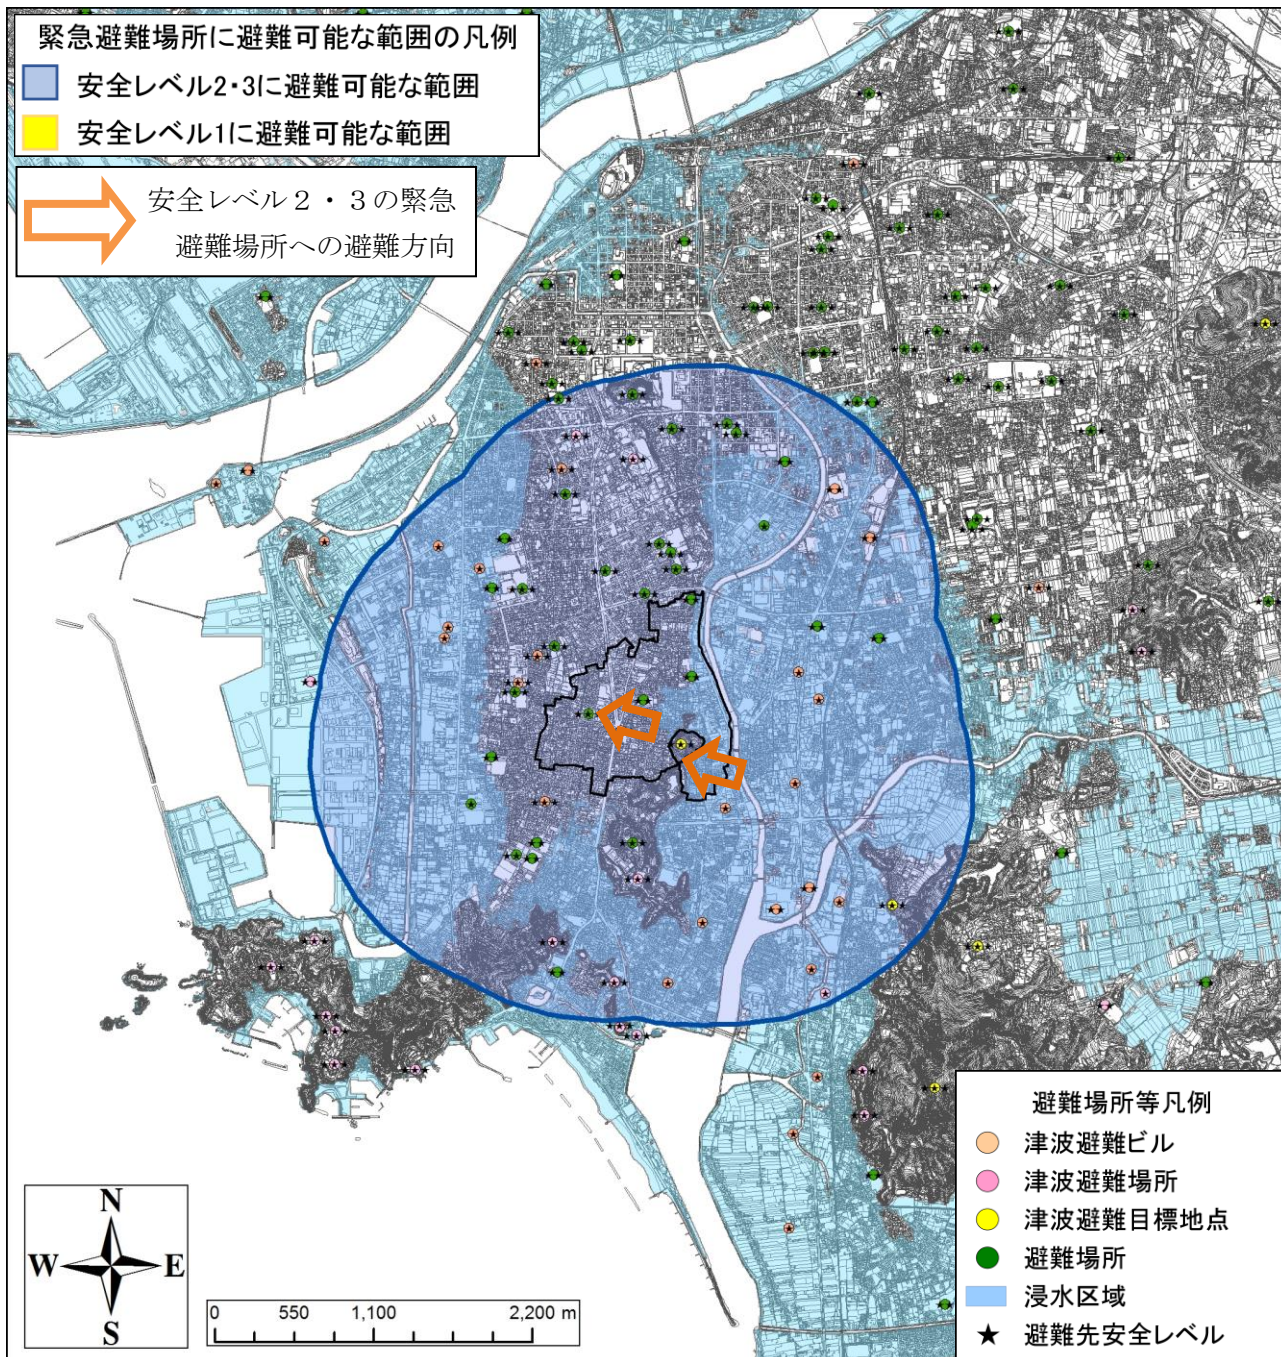 緊急避難場所に避難可能な範囲の凡例
安全レベル2・3に避難可能な範囲
安全レベル1に避難可能な範囲
安全レベル２・３の緊急
避難場所への避難方向
避難場所等凡例
津波避難ビル
津波避難場所
津波避難目標地点
避難場所
浸水区域
★ 避難先安全レベル
N
W E
S
0 550 1,100 2,200 m